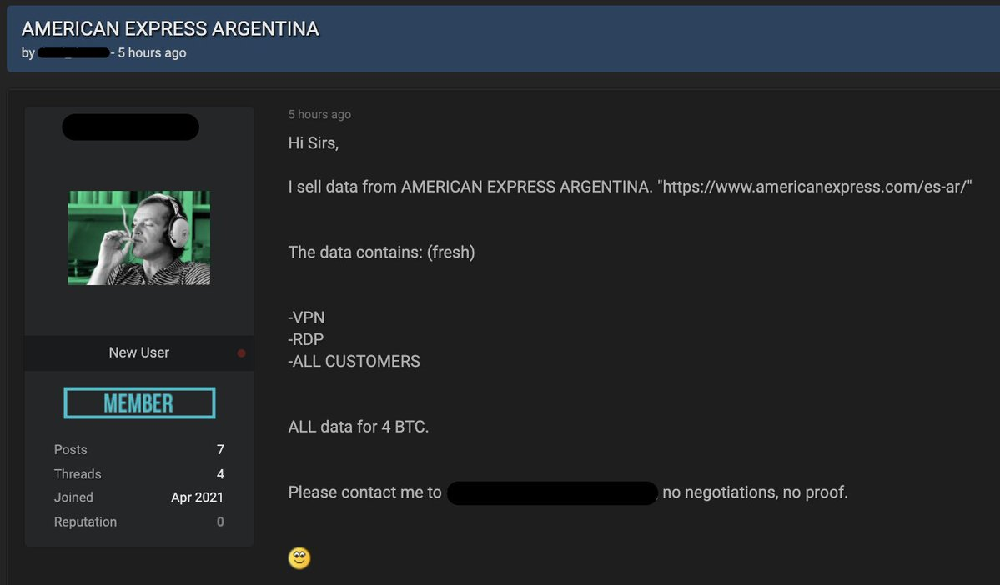 AMERICAN EXPRESS ARGENTINA
by - 5 hours ago
5 hours ago
Hi Sirs,
I sell data from AMERICAN EXPRESS ARGENTINA. "https://www.americanexpress.com/es-ar/"
The data contains: (fresh)
-VPN
-RDP
-ALL CUSTOMERS
ALL data for 4 BTC.
Please contact me to no negotiations, no proof.
New User
MEMBER
Posts 7
Threads 4
Joined Apr 2021
Reputation 0